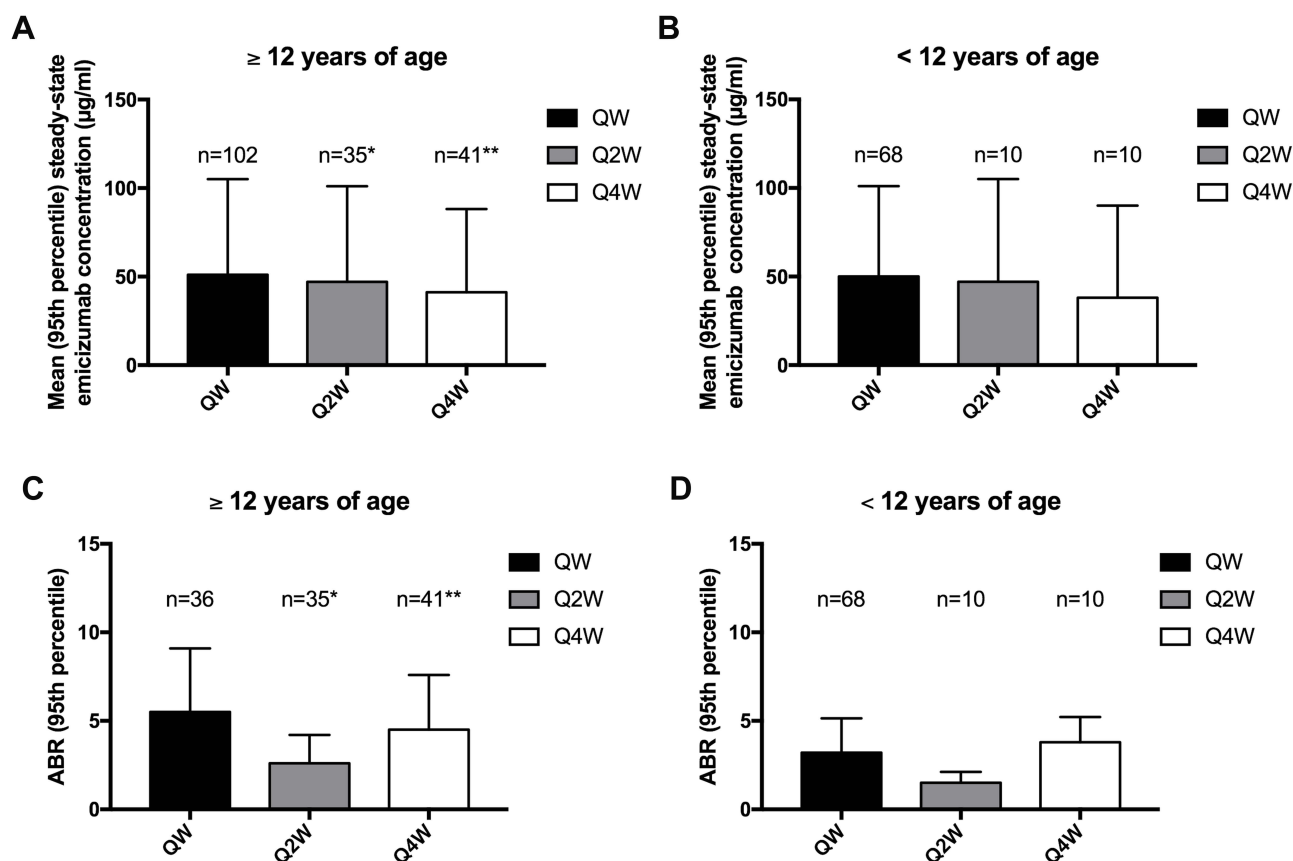 A
≥ 12 years of age
Mean (95th percentile) steady-state
emicizumab concentration (µg/ml)
150
100
50
0
n=102
n=35*
n=41**
QW
Q2W
Q4W
QW
Q2W
Q4W
B
< 12 years of age
Mean (95th percentile) steady-state
emicizumab concentration (µg/ml)
150
100
50
0
n=68
n=10
n=10
QW
Q2W
Q4W
QW
Q2W
Q4W
C
≥ 12 years of age
ABR (95th percentile)
15
10
5
0
n=36
n=35*
n=41**
QW
Q2W
Q4W
QW
Q2W
Q4W
D
< 12 years of age
ABR (95th percentile)
15
10
5
0
n=68
n=10
n=10
QW
Q2W
Q4W
QW
Q2W
Q4W